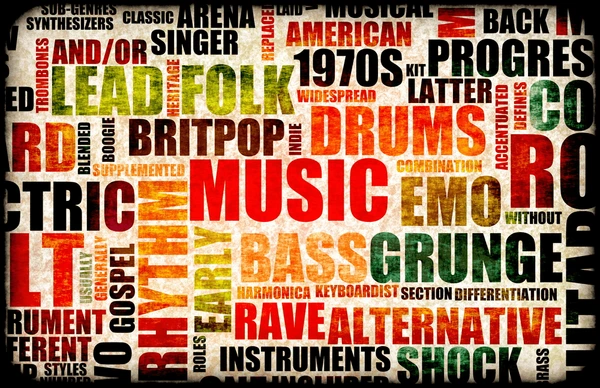 SUB-GENRES
SYNTHESIZERS
CLASSIC
ARENA
SINGER
REPLACE
MUSICAL
AMERICAN
BACK
M
TROMBONES
AND/OR
LEAD
HERITAGE
FOLK
1970S
KIT
PROGRES
WIDESPREAD
LATTER
ACCENTUATED
DEFINES
CO
ED
RD
BLENDED
BOOGIE
BRITPOP
INDIE
DRUMS
COMBINATION
SUPPLEMENTED
MUSIC
EMO
RO
WITHOUT
CTRIC
LT
USUALLY
GENERALLY
GOSPEL
RHYTHM
EARLY
BASS
GRUNGE
HARMONICA
KEYBOARDIST
SECTION
DIFFERENTIATION
RUMENT
FERENT
STYLES
NUMBER
VO
ROLES
RAVE
ALTERNATIVE
INSTRUMENTS
SHOCK
BRASS
INCLUDED